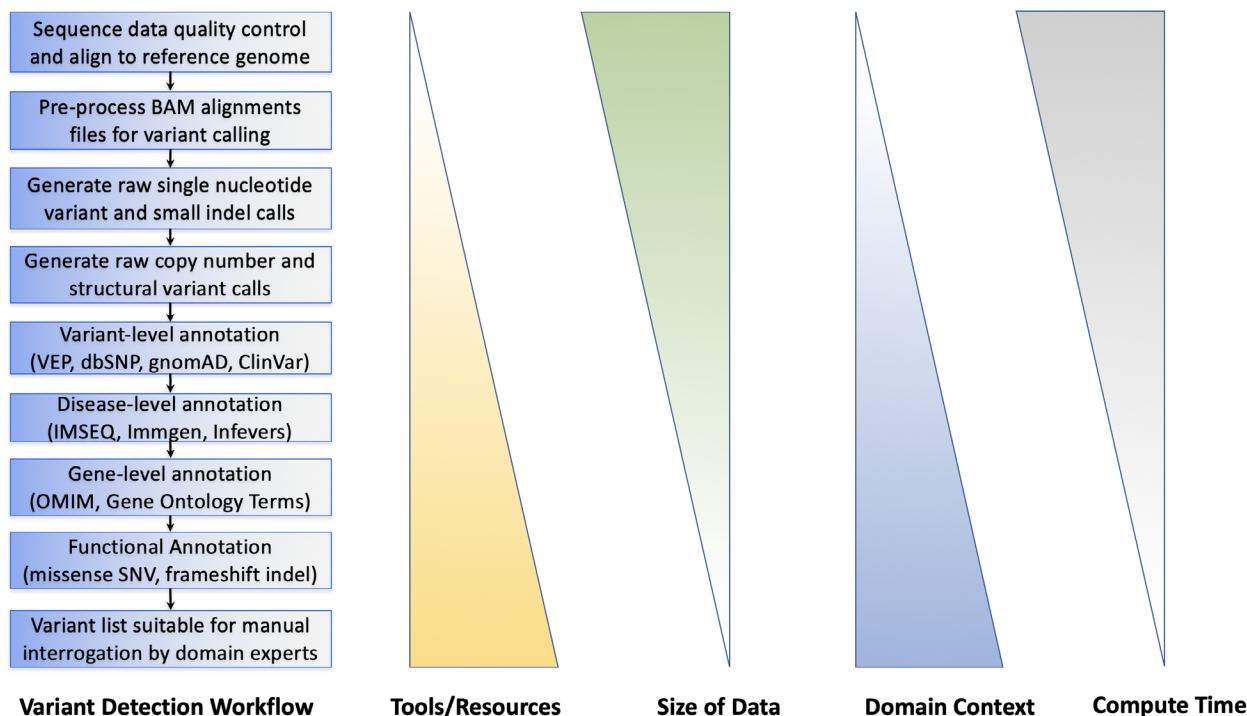 Sequence data quality control
and align to reference genome
Pre-process BAM alignments
files for variant calling
Generate raw single nucleotide
variant and small indel calls
Generate raw copy number and
structural variant calls
Variant-level annotation
(VEP, dbSNP, gnomAD, ClinVar)
Disease-level annotation
(IMSEQ, Immgen, Infevers)
Gene-level annotation
(OMIM, Gene Ontology Terms)
Functional Annotation
(missense SNV, frameshift indel)
Variant list suitable for manual
interrogation by domain experts
Variant Detection Workflow
Tools/Resources
Size of Data
Domain Context
Compute Time